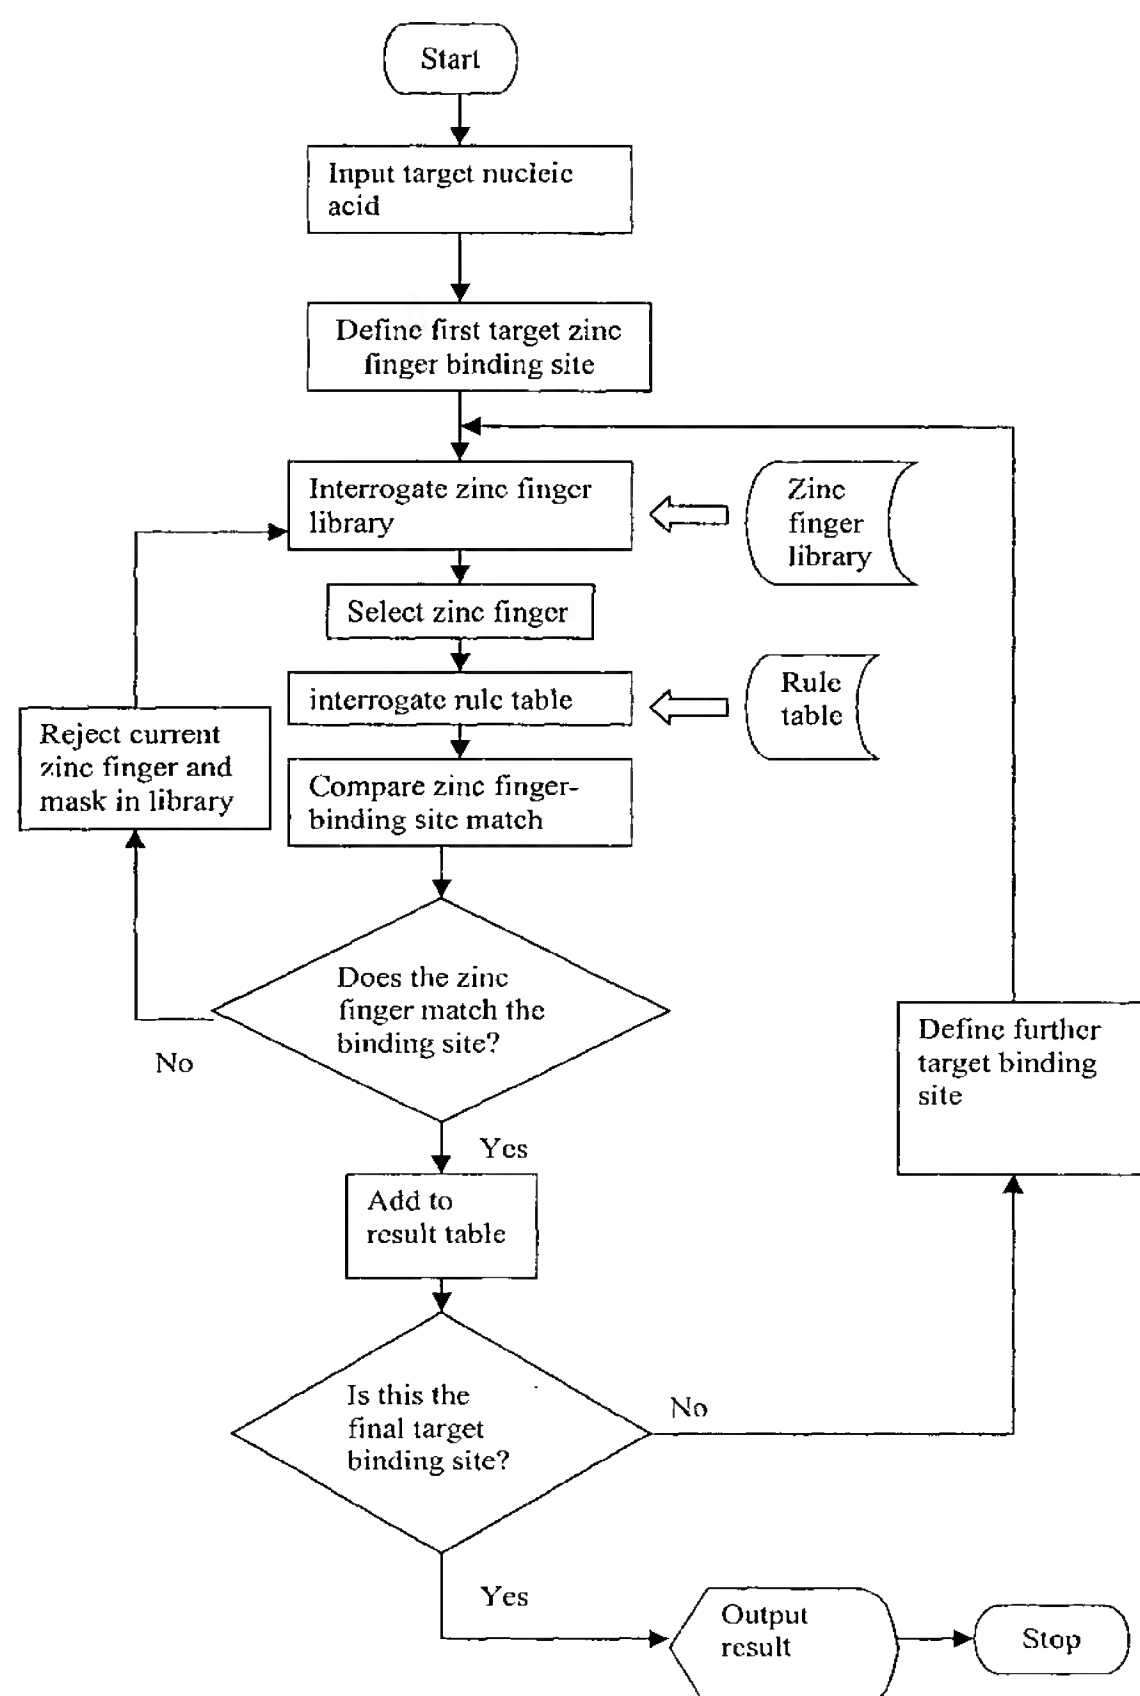 Start
Input target nucleic
acid
Define first target zinc
finger binding site
Interrogate zinc finger
library
Zinc
finger
library
Select zinc finger
interrogate rule table
Rule
table
Reject current
zinc finger and
mask in library
Compare zinc finger-
binding site match
Does the zinc
finger match the
binding site?
No
Yes
Define further
target binding
site
Add to
result table
Is this the
final target
binding site?
No
Yes
Output
result
Stop